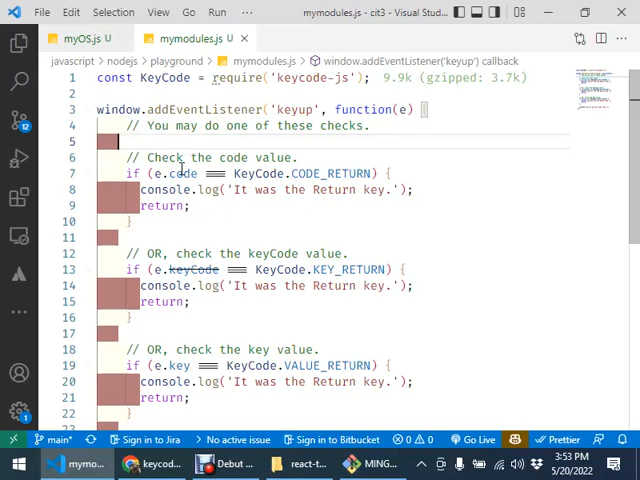 File Edit Selection ··· mymodules.js - cit3 - Visual Stud...
myOS.js mymodules.js
javascript > nodejs > playground > mymodules.js > window.addEventListener('keyup') callback
1 const KeyCode = require('keycode-js'); 9.9k (gzipped: 3.7k)
2
3 window.addEventListener('keyup', function(e) {
4 // You may do one of these checks.
5
6 // Check the code value.
7 if (e.code === KeyCode.CODE_RETURN) {
8 console.log('It was the Return key.');
9 return;
10 }
11
12 // OR, check the keyCode value.
13 if (e.keyCode === KeyCode.KEY_RETURN) {
14 console.log('It was the Return key.');
15 return;
16 }
17
18 // OR, check the key value.
19 if (e.key === KeyCode.VALUE_RETURN) {
20 console.log('It was the Return key.');
21 return;
22 }
23
main* Sign in to Jira No active issue Sign in to Bitbucket 0 0 Go Live Prettier
mymo... keycod... Debut ... react-t... MING... 3:53 PM
5/20/2022